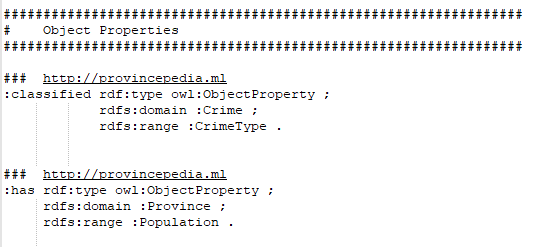 #################################################################
#    Object Properties
#################################################################
###  http://provincepedia.ml
:classified rdf:type owl:ObjectProperty ;
            rdfs:domain :Crime ;
            rdfs:range :CrimeType .
###  http://provincepedia.ml
:has rdf:type owl:ObjectProperty ;
     rdfs:domain :Province ;
     rdfs:range :Population .